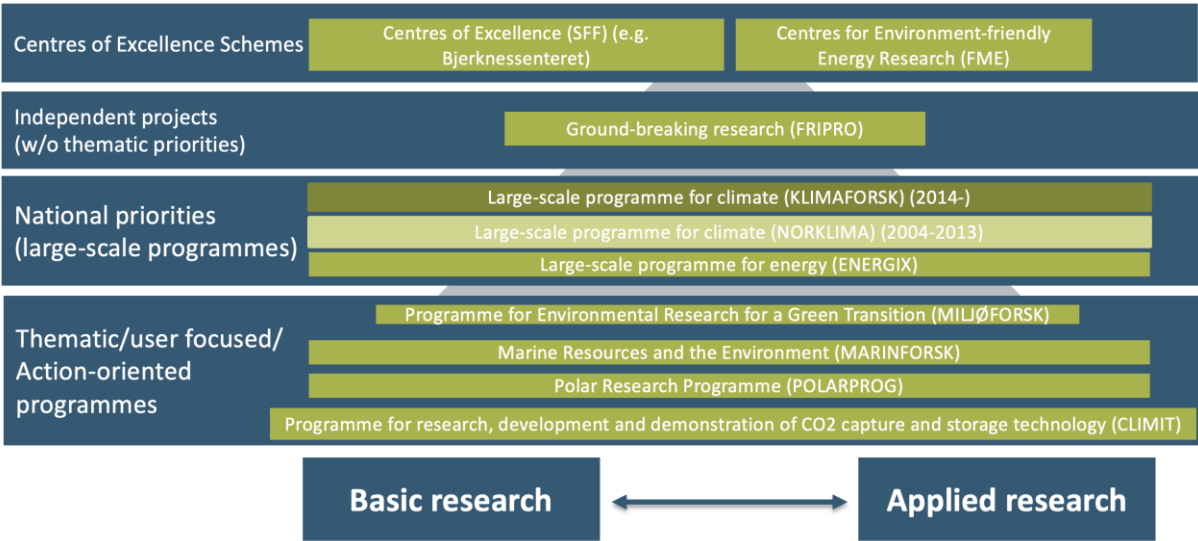 Centres of Excellence Schemes
Centres of Excellence (SFF) (e.g.
Bjerknessenteret)
Centres for Environment-friendly
Energy Research (FME)
Independent projects
(w/o thematic priorities)
Ground-breaking research (FRIPRO)
National priorities
(large-scale programmes)
Large-scale programme for climate (KLIMAFORSK) (2014-)
Large-scale programme for climate (NORKLIMA) (2004-2013)
Large-scale programme for energy (ENERGIX)
Thematic/user focused/
Action-oriented
programmes
Programme for Environmental Research for a Green Transition (MILJØFORSK)
Marine Resources and the Environment (MARINFORSK)
Polar Research Programme (POLARPROG)
Programme for research, development and demonstration of CO2 capture and storage technology (CLIMIT)
Basic research
Applied research